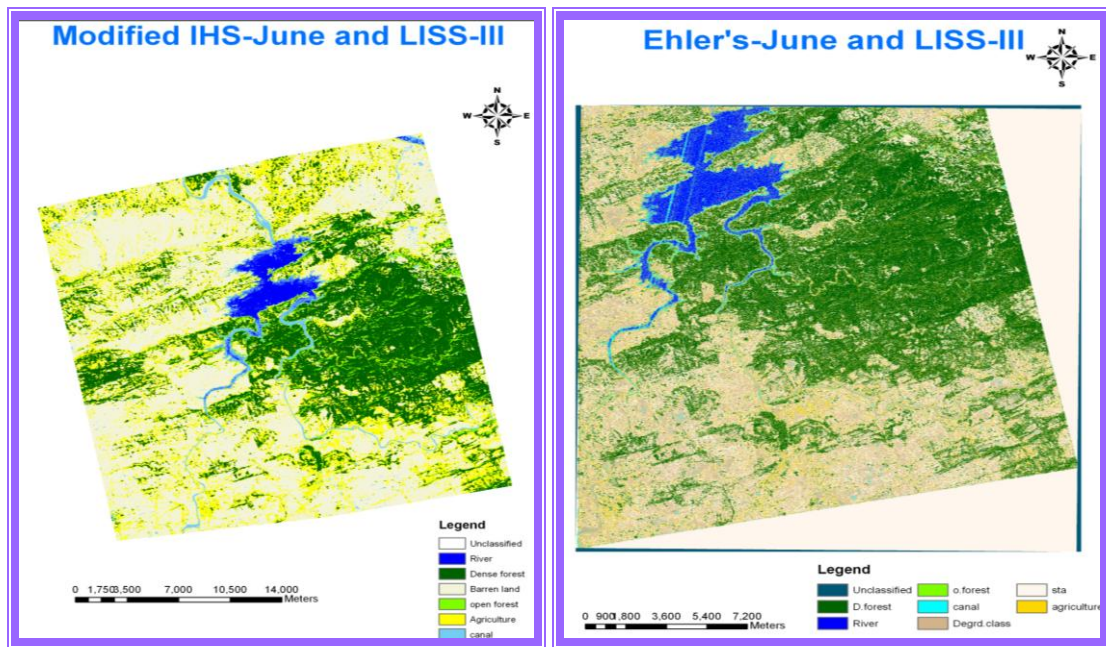 Modified IHS-June and LISS-III
N
W E
S
Legend
Unclassified
River
Dense forest
Barren land
open forest
Agriculture
canal
0 1,750 3,500 7,000 10,500 14,000
Meters
Ehler's-June and LISS-III
N
W E
S
Legend
Unclassified o.forest sta
D.forest canal agriculture
River Degrd.class
0 900 1,800 3,600 5,400 7,200
Meters